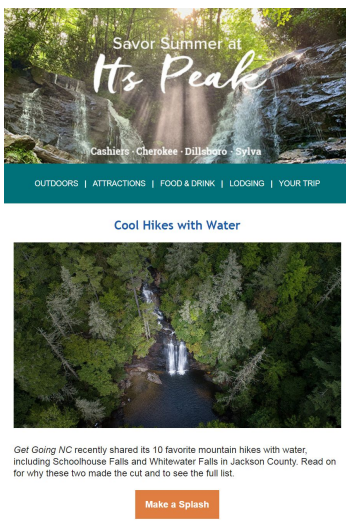 Savor Summer at
Its Peak
Cashiers · Cherokee · Dillsboro · Sylva
OUTDOORS | ATTRACTIONS | FOOD & DRINK | LODGING | YOUR TRIP
Cool Hikes with Water
Get Going NC recently shared its 10 favorite mountain hikes with water,
including Schoolhouse Falls and Whitewater Falls in Jackson County. Read on
for why these two made the cut and to see the full list.
Make a Splash